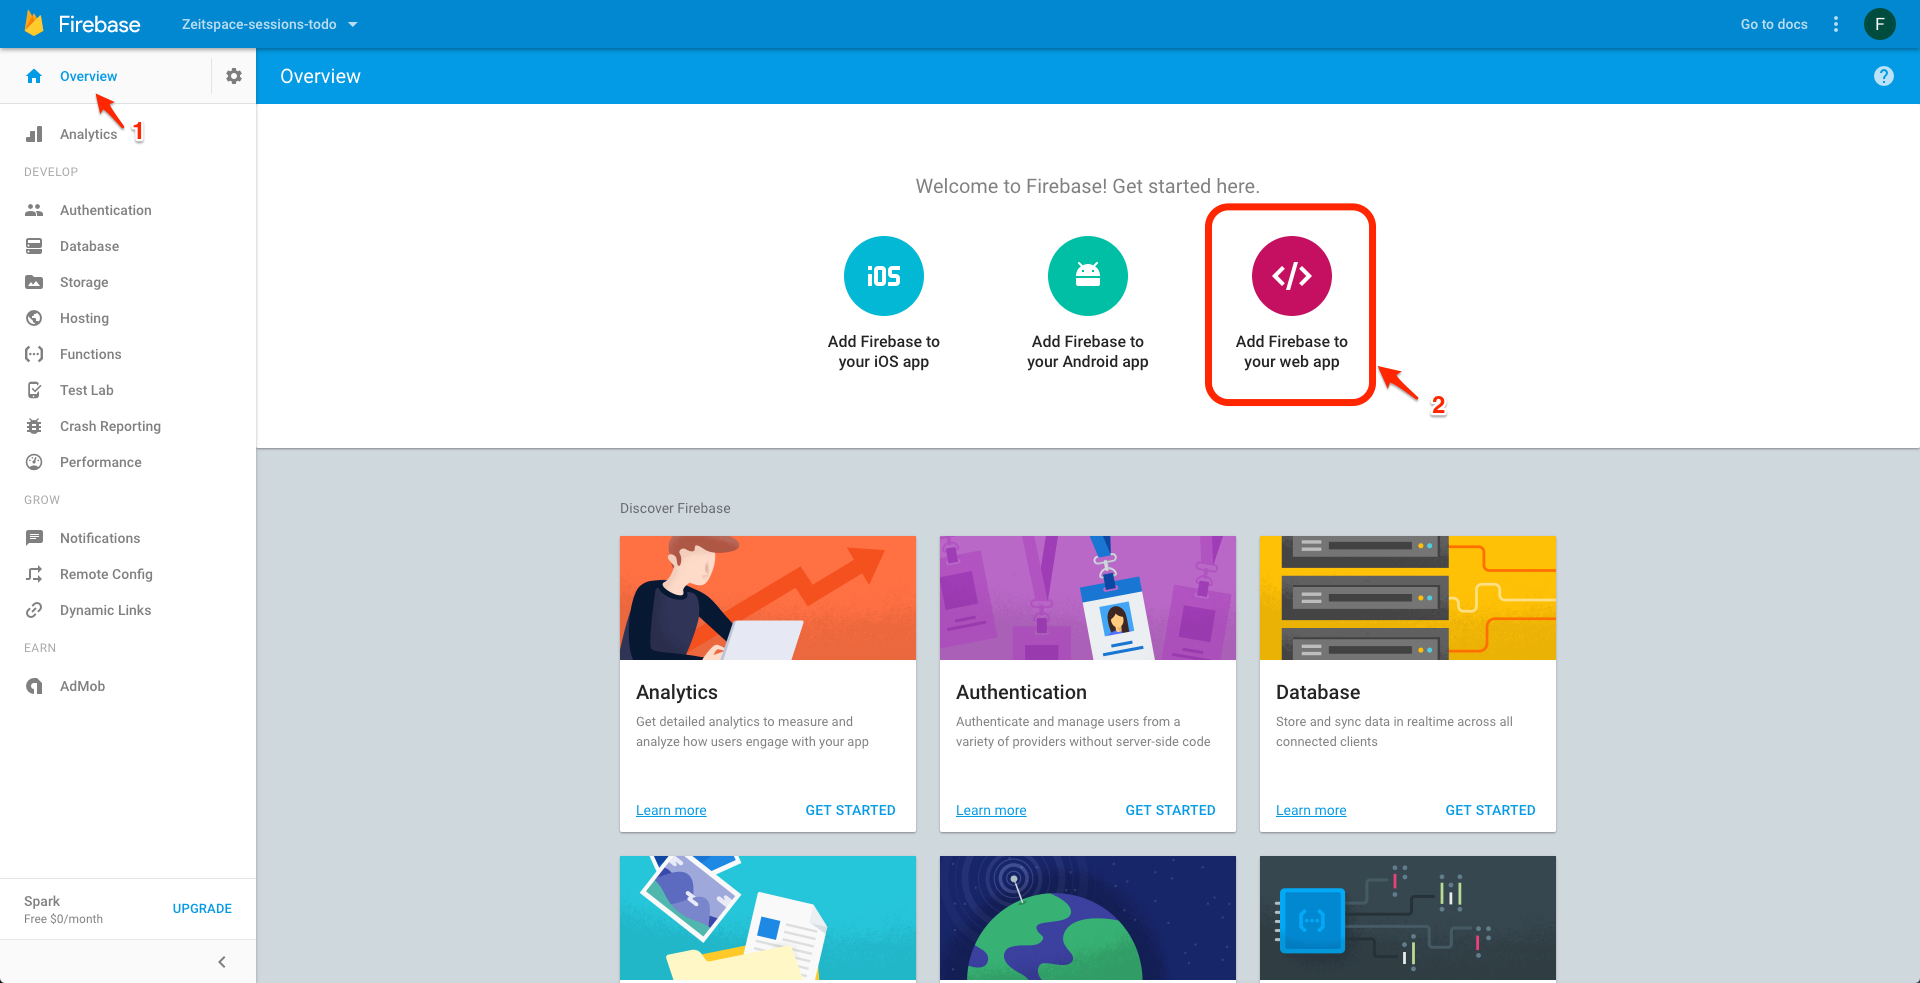 Firebase
Zeitspace-sessions-todo
Go to docs
F
Overview
Overview
?
1
Analytics
DEVELOP
Authentication
Database
Storage
Hosting
Functions
Test Lab
Crash Reporting
Performance
GROW
Notifications
Remote Config
Dynamic Links
EARN
AdMob
Spark
Free $0/month
UPGRADE
Welcome to Firebase! Get started here.
iOS
</>
Add Firebase to
your iOS app
Add Firebase to
your Android app
Add Firebase to
your web app
2
Discover Firebase
Analytics
Get detailed analytics to measure and
analyze how users engage with your app
Learn more
GET STARTED
Authentication
Authenticate and manage users from a
variety of providers without server-side code
Learn more
GET STARTED
Database
Store and sync data in realtime across all
connected clients
Learn more
GET STARTED